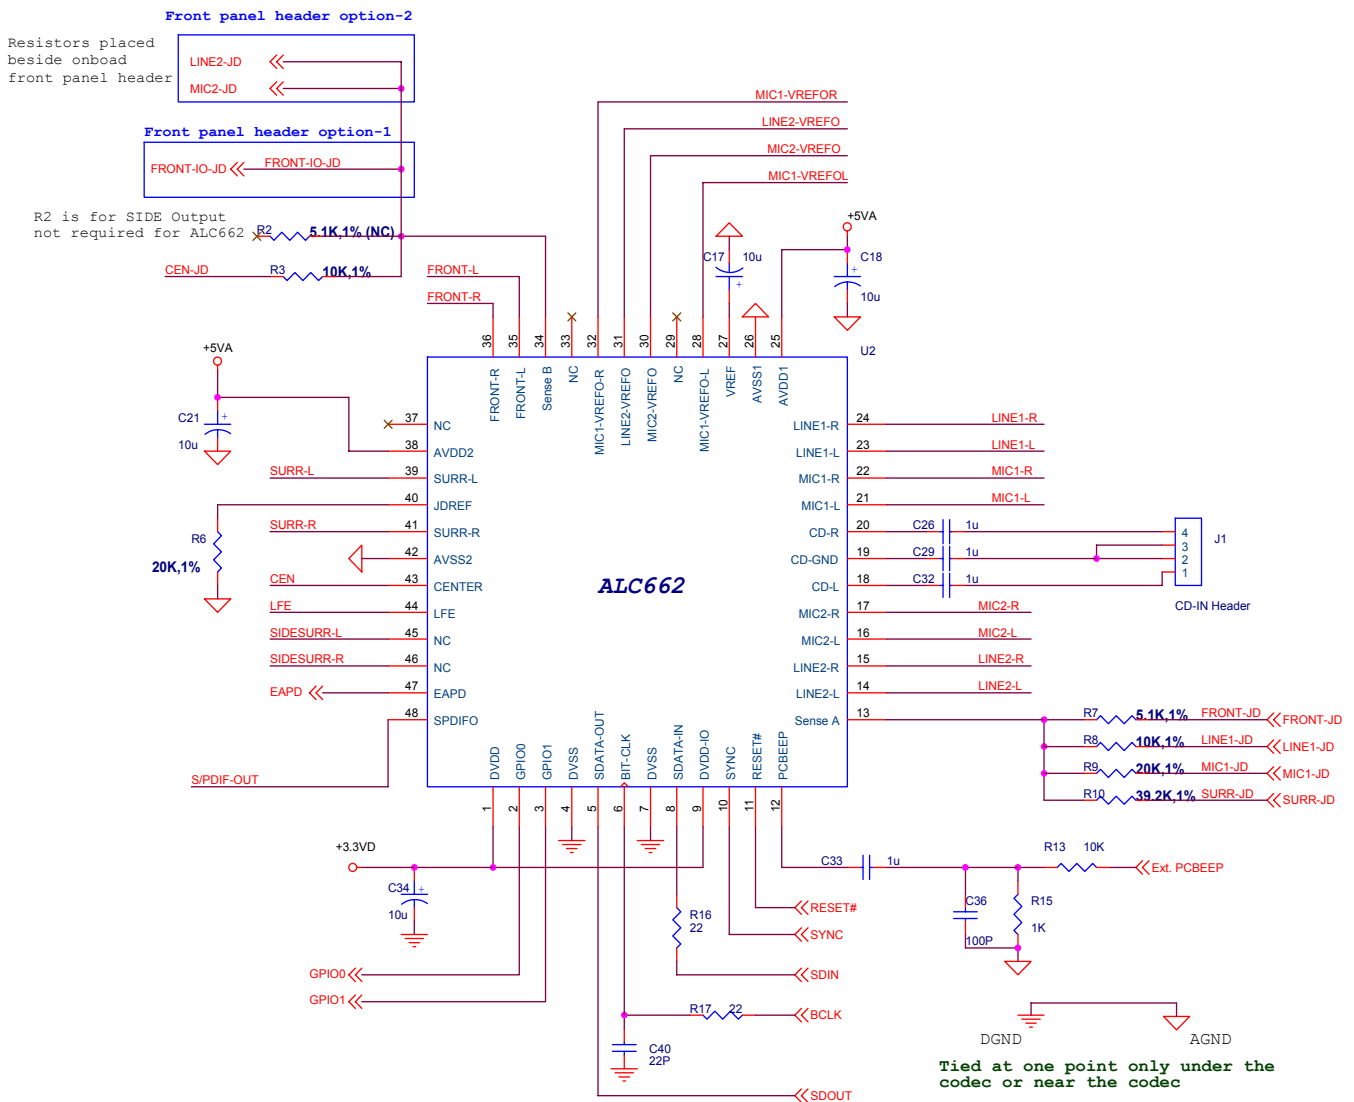 Front panel header option-2
Resistors placed
beside onboad
front panel header
LINE2-JD
MIC2-JD
Front panel header option-1
FRONT-IO-JD FRONT-IO-JD
R2 is for SIDE Output
not required for ALC662
R2 5.1K,1% (NC)
CEN-JD R3 10K,1%
FRONT-L
FRONT-R
MIC1-VREFOR
LINE2-VREFO
MIC2-VREFO
MIC1-VREFOL
+5VA
C17 10u +
C18 + 10u
U2
36 35 34 33 32 31 30 29 28 27 26 25
FRONT-R FRONT-L Sense B NC MIC1-VREFO-R LINE2-VREFO MIC2-VREFO NC MIC1-VREFO-L VREF AVSS1 AVDD1
+5VA
C21 + 10u
37 NC
38 AVDD2
SURR-L 39 SURR-L
40 JDREF
R6
20K,1%
SURR-R 41 SURR-R
42 AVSS2
CEN 43 CENTER
LFE 44 LFE
SIDESURR-L 45 NC
SIDESURR-R 46 NC
EAPD 47 EAPD
48 SPDIFO
S/PDIF-OUT
ALC662
LINE1-R 24 LINE1-R
LINE1-L 23 LINE1-L
MIC1-R 22 MIC1-R
MIC1-L 21 MIC1-L
CD-R 20 C26 1u
CD-GND 19 C29 1u
CD-L 18 C32 1u
4
3
2
1
J1
CD-IN Header
MIC2-R 17 MIC2-R
MIC2-L 16 MIC2-L
LINE2-R 15 LINE2-R
LINE2-L 14 LINE2-L
Sense A 13
R7 5.1K,1% FRONT-JD FRONT-JD
R8 10K,1% LINE1-JD LINE1-JD
R9 20K,1% MIC1-JD MIC1-JD
R10 39.2K,1% SURR-JD SURR-JD
DVDD GPIO0 GPIO1 DVSS SDATA-OUT BIT-CLK DVSS SDATA-IN DVDD-IO SYNC RESET# PCBEEP
1 2 3 4 5 6 7 8 9 10 11 12
+3.3VD
C34 + 10u
C33 1u
R13 10K
Ext. PCBEEP
C36
100P
R15
1K
R16
22
RESET#
SYNC
GPIO0
SDIN
GPIO1
R17 22 BCLK
C40
22P
SDOUT
DGND AGND
Tied at one point only under the
codec or near the codec